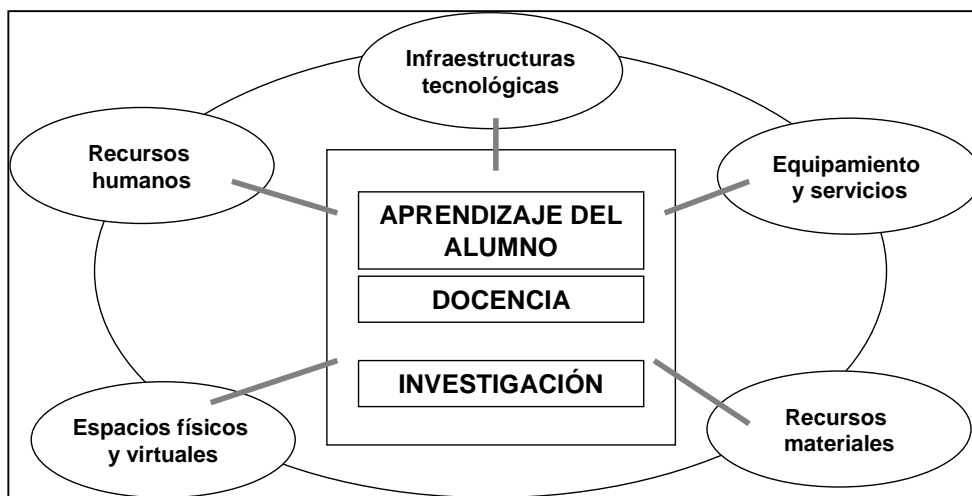 Infraestructuras
tecnológicas
Recursos
humanos
Equipamiento
y servicios
APRENDIZAJE DEL
ALUMNO
DOCENCIA
INVESTIGACIÓN
Espacios físicos
y virtuales
Recursos
materiales